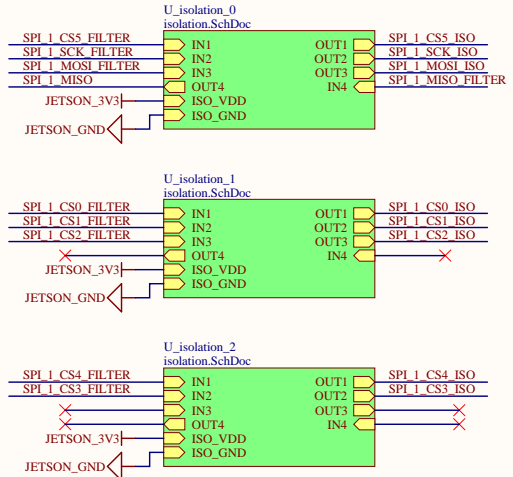 U_isolation_0
isolation.SchDoc
SPI_1_CS5_FILTER IN1 OUT1 SPI_1_CS5_ISO
SPI_1_SCK_FILTER IN2 OUT2 SPI_1_SCK_ISO
SPI_1_MOSI_FILTER IN3 OUT3 SPI_1_MOSI_ISO
SPI_1_MISO OUT4 IN4 SPI_1_MISO_FILTER
JETSON_3V3 ISO_VDD
JETSON_GND ISO_GND
U_isolation_1
isolation.SchDoc
SPI_1_CS0_FILTER IN1 OUT1 SPI_1_CS0_ISO
SPI_1_CS1_FILTER IN2 OUT2 SPI_1_CS1_ISO
SPI_1_CS2_FILTER IN3 OUT3 SPI_1_CS2_ISO
OUT4 IN4
JETSON_3V3 ISO_VDD
JETSON_GND ISO_GND
U_isolation_2
isolation.SchDoc
SPI_1_CS4_FILTER IN1 OUT1 SPI_1_CS4_ISO
SPI_1_CS3_FILTER IN2 OUT2 SPI_1_CS3_ISO
IN3 OUT3
OUT4 IN4
JETSON_3V3 ISO_VDD
JETSON_GND ISO_GND